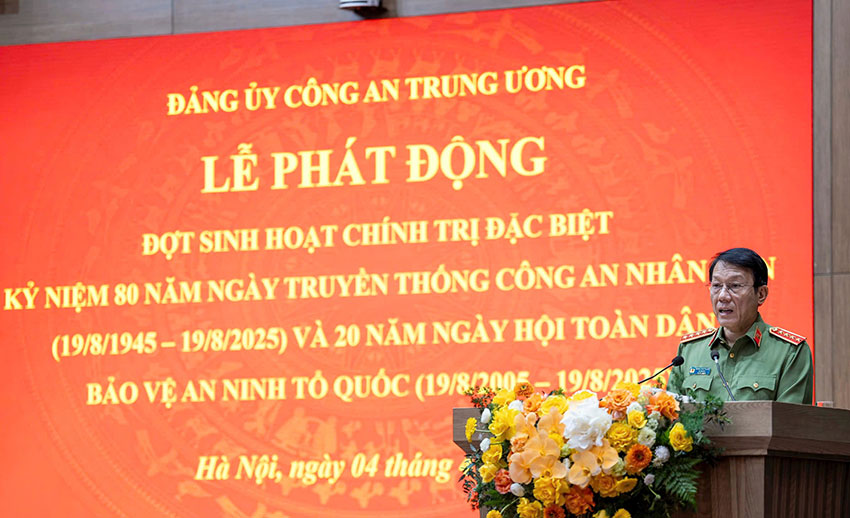 ĐẢNG ỦY CÔNG AN TRUNG ƯƠNG
LỄ PHÁT ĐỘNG
ĐỢT SINH HOẠT CHÍNH TRỊ ĐẶC BIỆT
KỶ NIỆM 80 NĂM NGÀY TRUYỀN THỐNG CÔNG AN NHÂN
(19/8/1945 – 19/8/2025) VÀ 20 NĂM NGÀY HỘI TOÀN DÂN
BẢO VỆ AN NINH TỔ QUỐC (19/8/2005 – 19/8/
Hà Nội, ngày 04 tháng